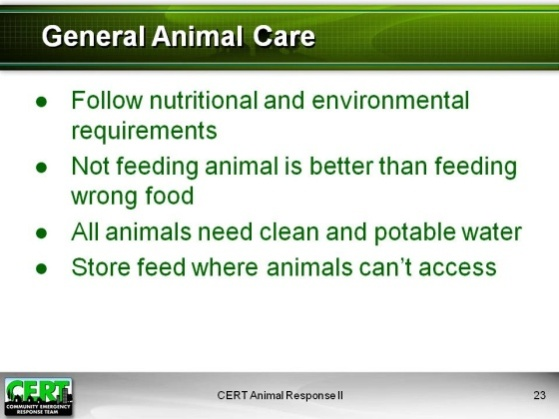 General Animal Care
● Follow nutritional and environmental
requirements
● Not feeding animal is better than feeding
wrong food
● All animals need clean and potable water
● Store feed where animals can't access
CERT
COMMUNITY EMERGENCY
RESPONSE TEAM
CERT Animal Response II
23